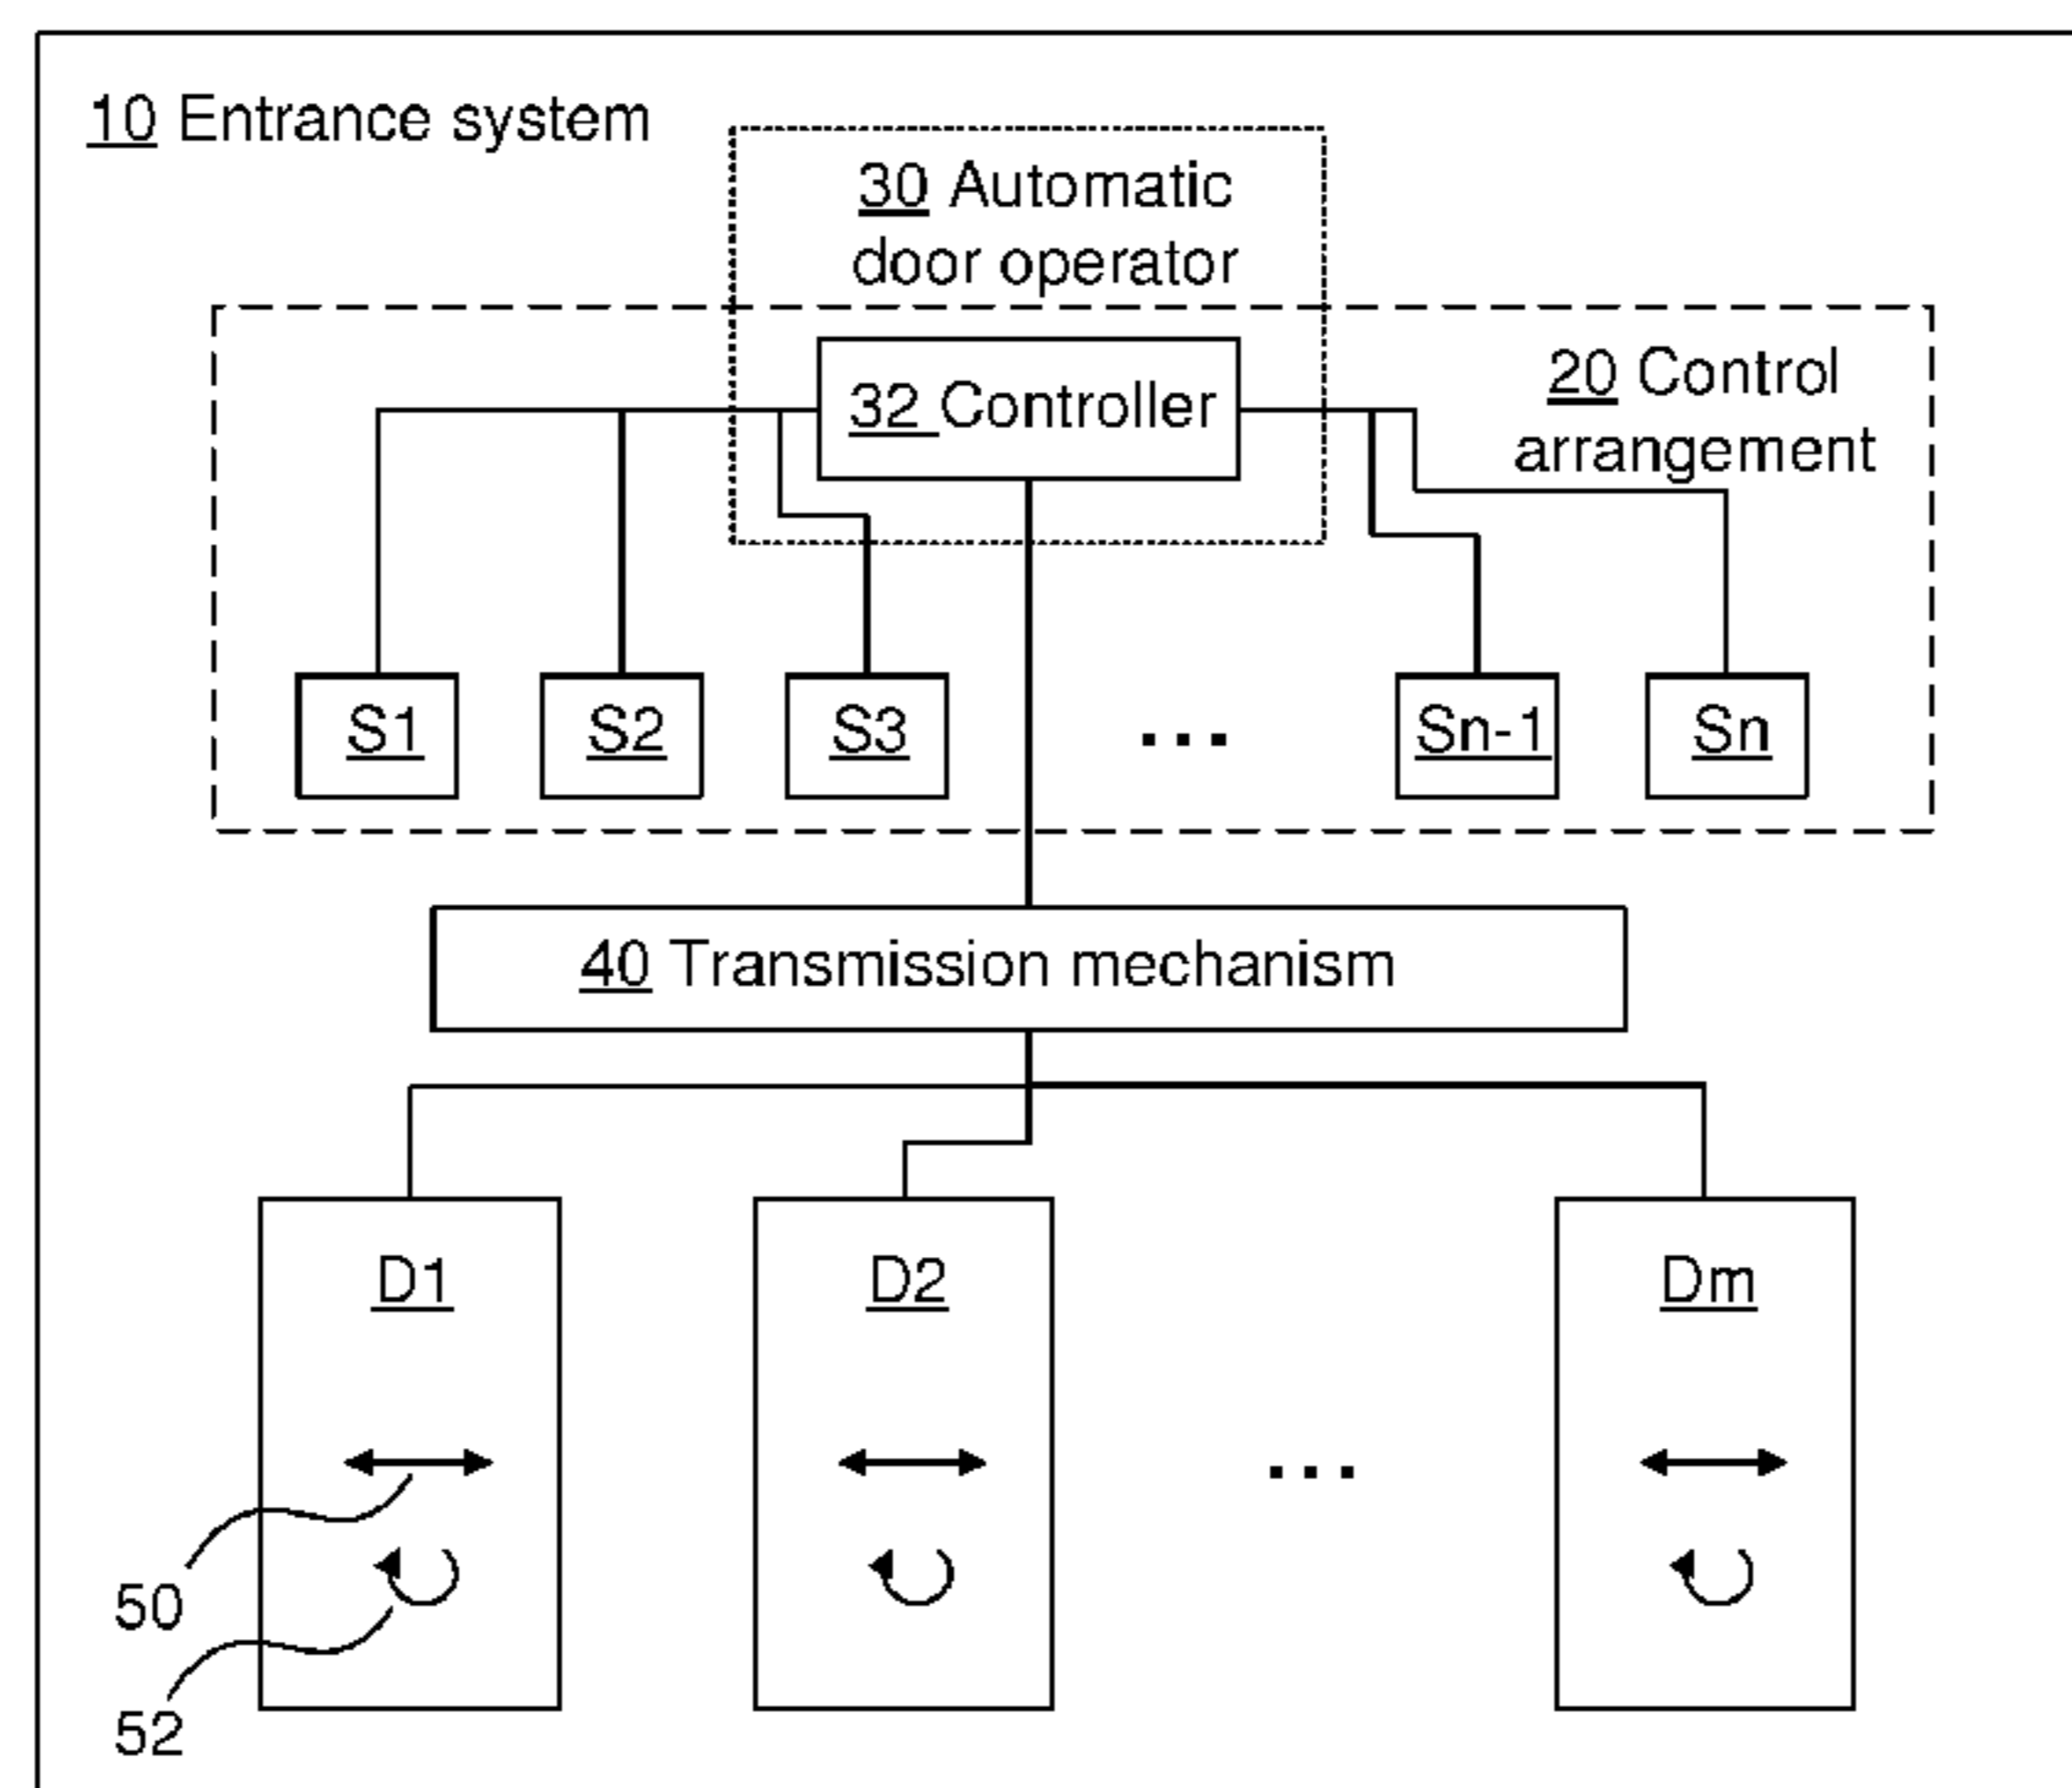 10 Entrance system
30 Automatic
door operator
32 Controller
20 Control
arrangement
S1
S2
S3
...
Sn-1
Sn
40 Transmission mechanism
D1
D2
Dm
...
50
52